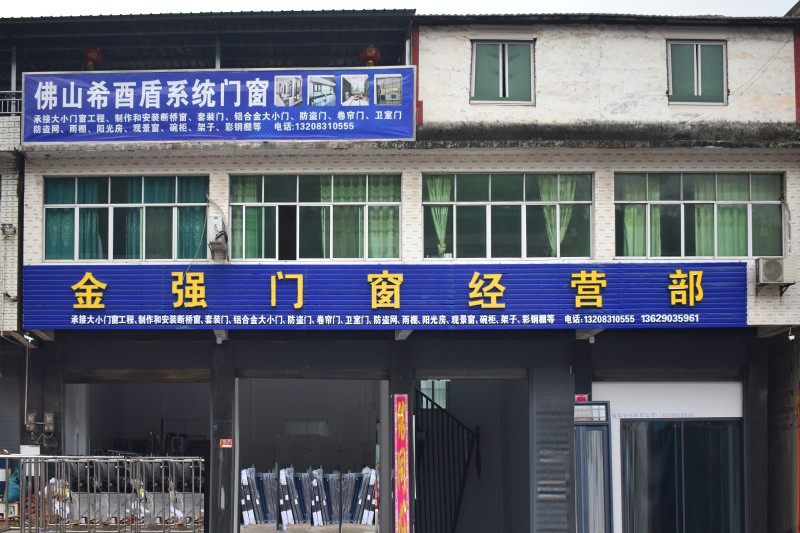 佛山希酉盾系统门窗
承接大小门窗工程、制作和安装断桥窗、套装门、铝合金大小门、防盗门、卷帘门、卫室门
防盗网、雨棚、阳光房、观景窗、碗柜、架子、彩钢棚等 电话:13208310555
金强门窗经营部
承接大小门窗工程、制作和安装断桥窗、套装门、铝合金大小门、防盗门、卷帘门、卫室门、防盗网、雨棚、阳光房、观景窗、碗柜、架子、彩钢棚等 电话:13208310555 13629035961